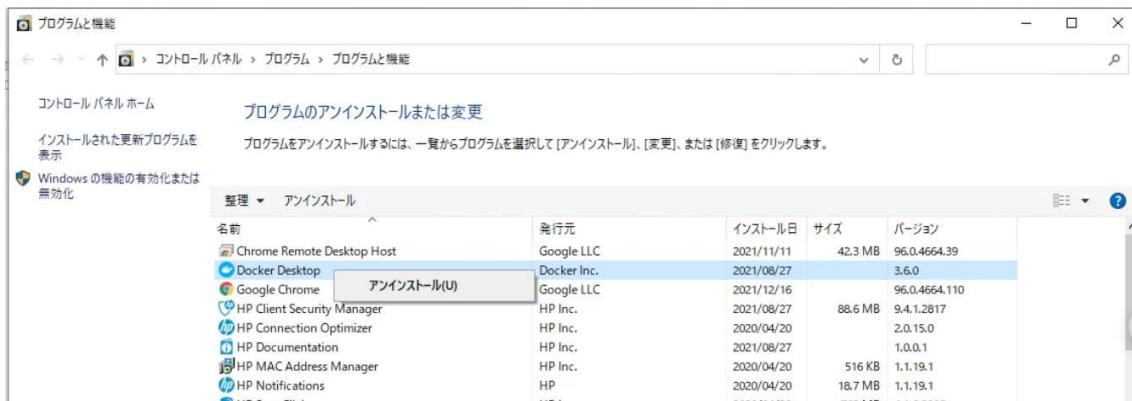 プログラムと機能
コントロール パネル › プログラム › プログラムと機能
コントロール パネル ホーム
インストールされた更新プログラムを
表示
Windows の機能の有効化または
無効化
プログラムのアンインストールまたは変更
プログラムをアンインストールするには、一覧からプログラムを選択して [アンインストール]、[変更]、または [修復] をクリックします。
整理 アンインストール
名前 発行元 インストール日 サイズ バージョン
Chrome Remote Desktop Host Google LLC 2021/11/11 42.3 MB 96.0.4664.39
Docker Desktop Docker Inc. 2021/08/27 3.6.0
アンインストール(U)
Google Chrome Google LLC 2021/12/16 96.0.4664.110
HP Client Security Manager HP Inc. 2021/08/27 88.6 MB 9.4.1.2817
HP Connection Optimizer HP Inc. 2020/04/20 2.0.15.0
HP Documentation HP Inc. 2021/08/27 1.0.0.1
HP MAC Address Manager HP Inc. 2020/04/20 516 KB 1.1.19.1
HP Notifications HP 2020/04/20 18.7 MB 1.1.19.1